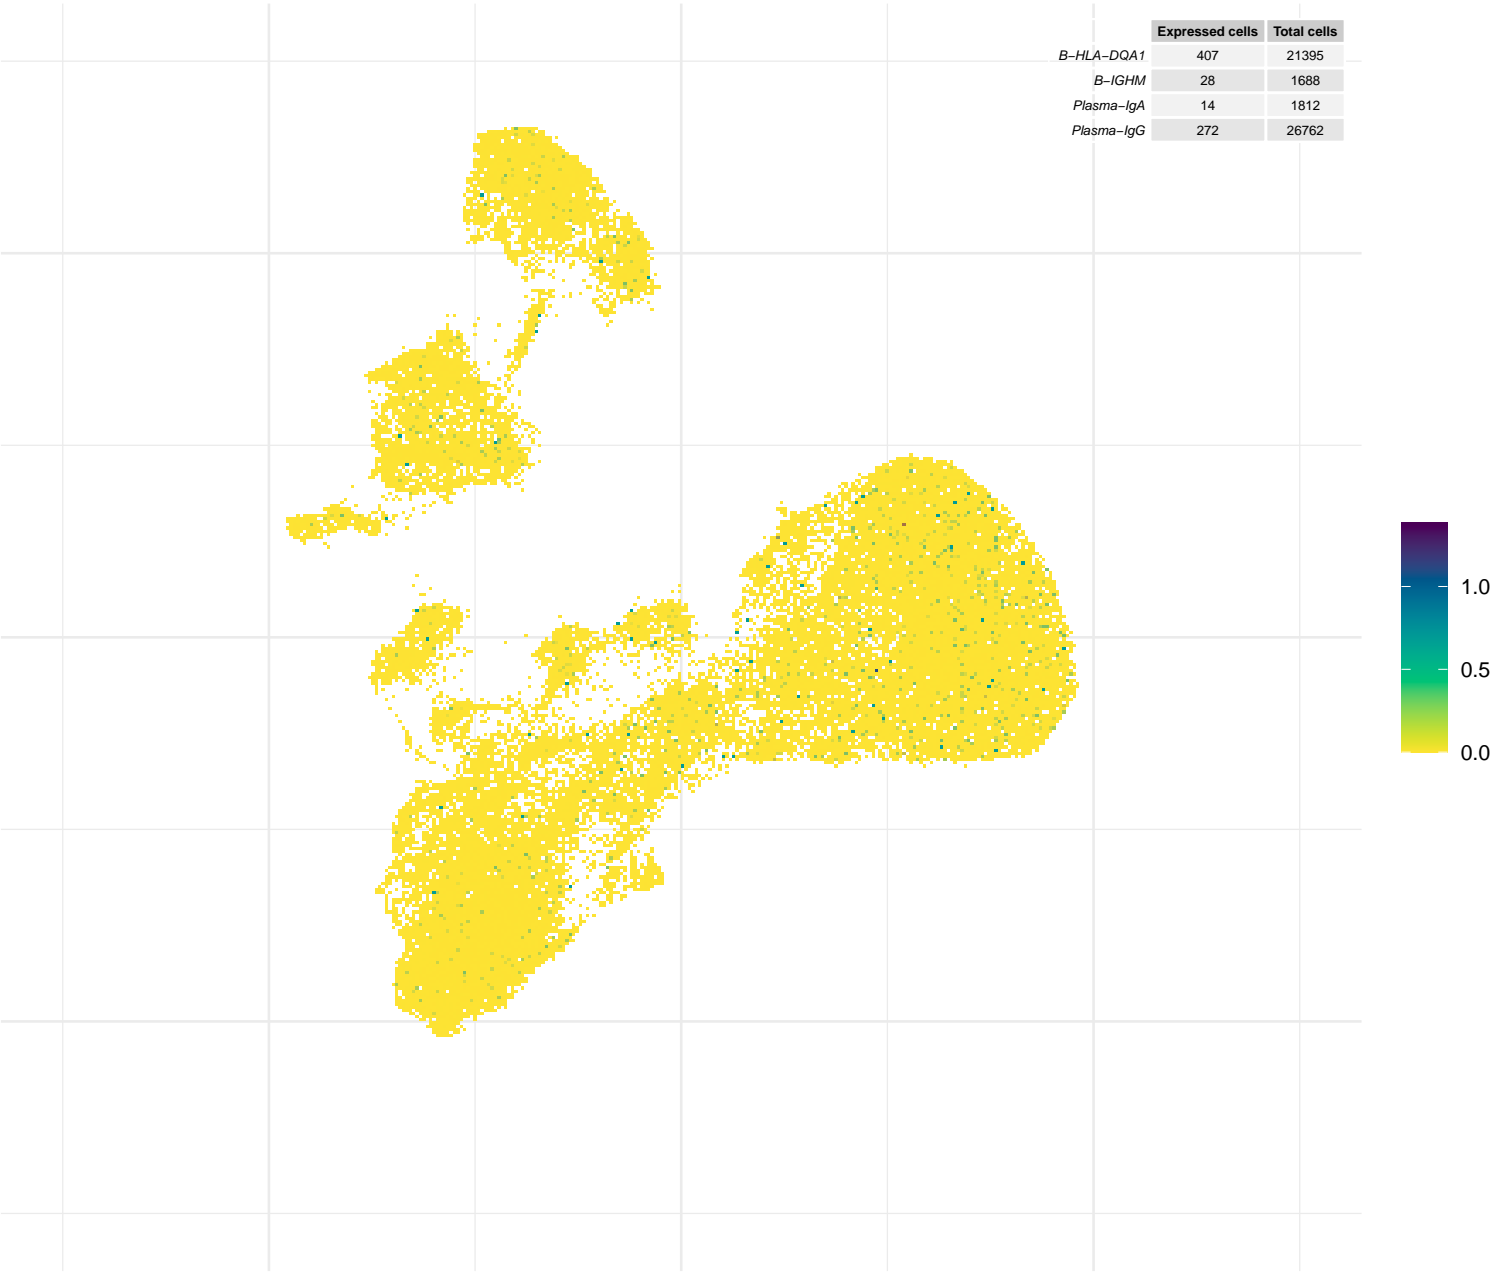 Expressed cells Total cells
B−HLA−DQA1 407 21395
B−IGHM 28 1688
Plasma−IgA 14 1812
Plasma−IgG 272 26762
1.0
0.5
0.0